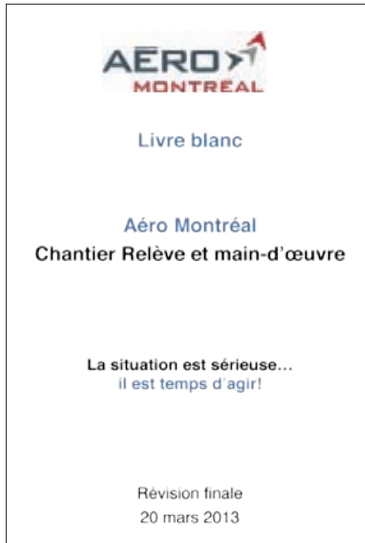 AÉRO
MONTRÉAL
Livre blanc
Aéro Montréal
Chantier Relève et main-d'œuvre
La situation est sérieuse...
il est temps d'agir!
Révision finale
20 mars 2013